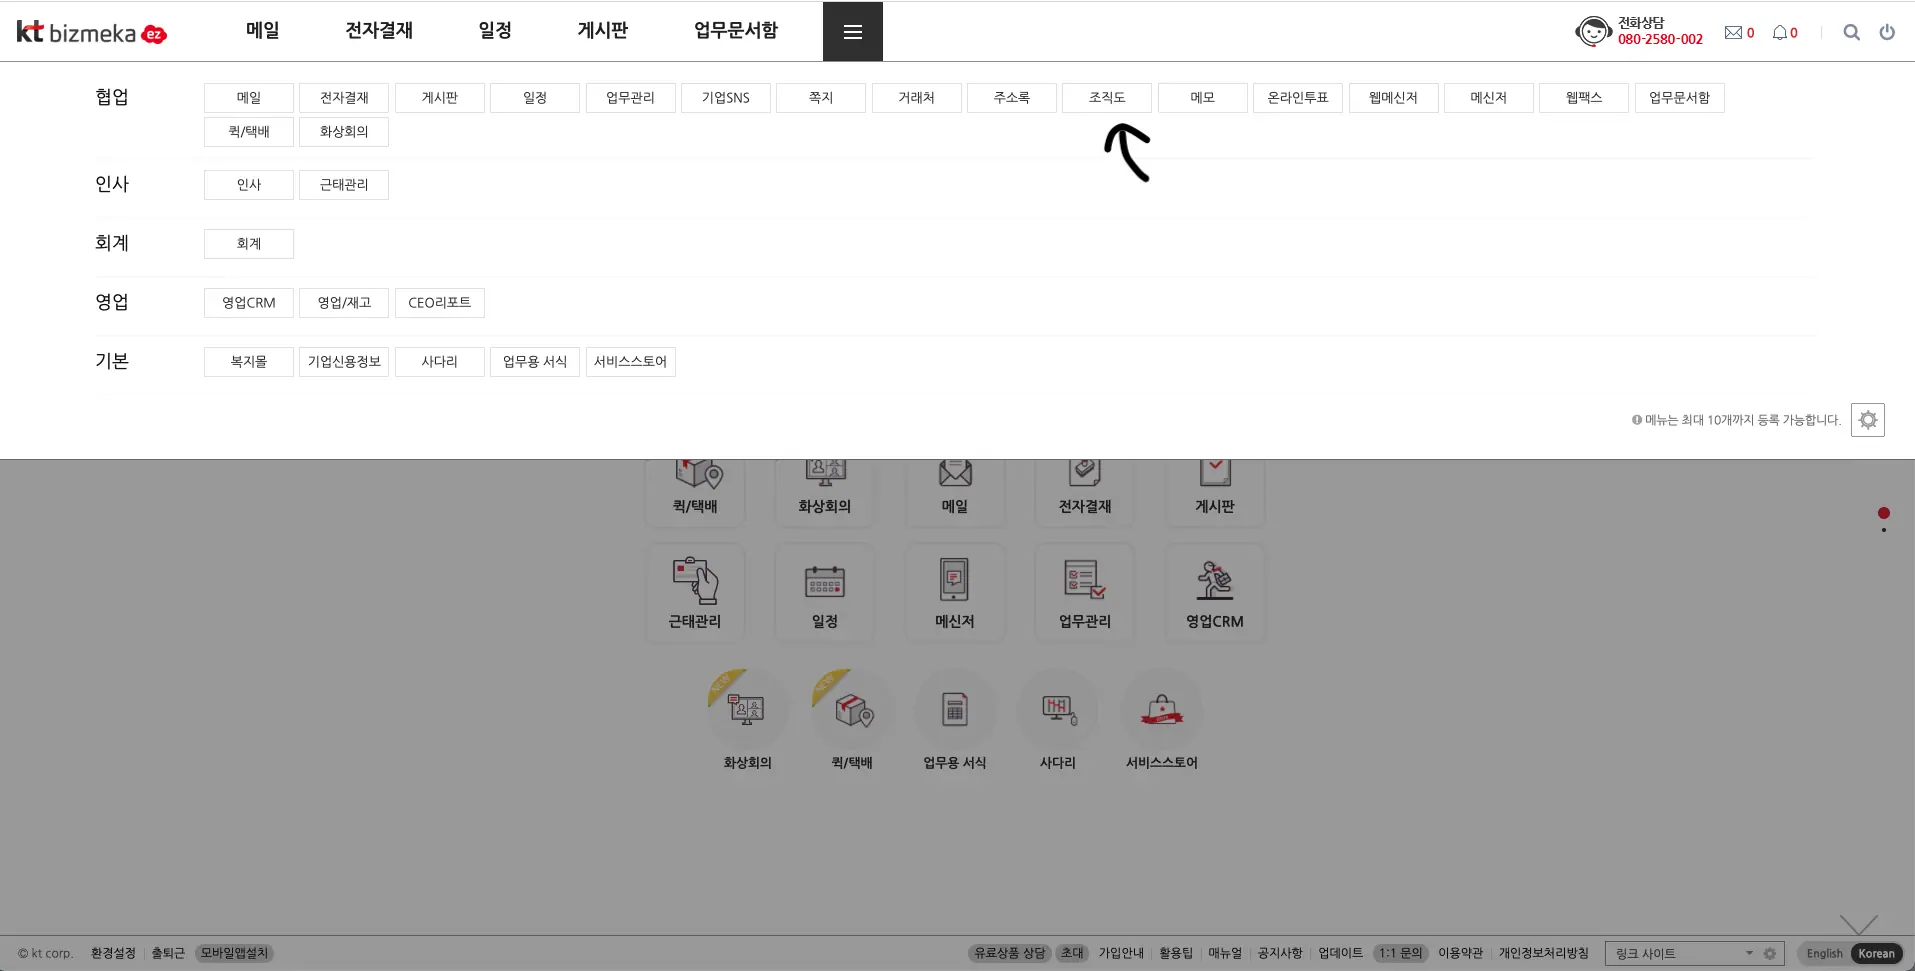 kt bizmeka ez
메일 전자결재 일정 게시판 업무문서함
전화상담
080-2580-002
0 0
협업 메일 전자결재 게시판 일정 업무관리 기업SNS 쪽지 거래처 주소록 조직도 메모 온라인투표 웹메신저 메신저 웹팩스 업무문서함
퀵/택배 화상회의
인사 인사 근태관리
회계 회계
영업 영업CRM 영업/재고 CEO리포트
기본 복지몰 기업신용정보 사다리 업무용 서식 서비스스토어
메뉴는 최대 10개까지 등록 가능합니다.
퀵/택배 화상회의 메일 전자결재 게시판
근태관리 일정 메신저 업무관리 영업CRM
NEW NEW
화상회의 퀵/택배 업무용 서식 사다리 서비스스토어
© kt corp. 환경설정 출퇴근 모바일앱설치 유료상품 상담 초대 가입안내 활용팁 매뉴얼 공지사항 업데이트 1:1 문의 이용약관 개인정보처리방침 링크 사이트 English Korean